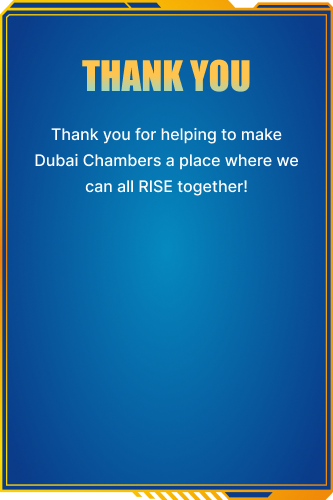 THANK YOU
Thank you for helping to make
Dubai Chambers a place where we
can all RISE together!